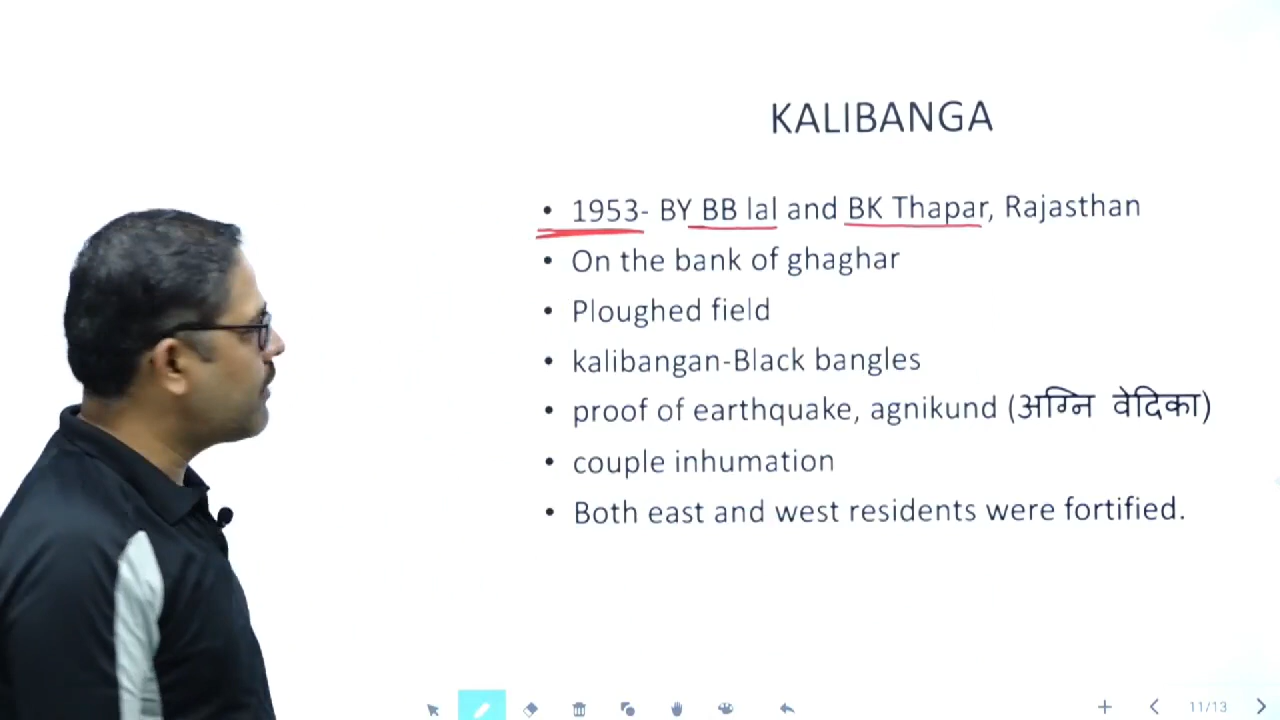 KALIBANGA
• 1953- BY BB lal and BK Thapar, Rajasthan
• On the bank of ghaghar
• Ploughed field
• kalibangan-Black bangles
• proof of earthquake, agnikund (अग्नि वेदिका)
• couple inhumation
• Both east and west residents were fortified.
11/13